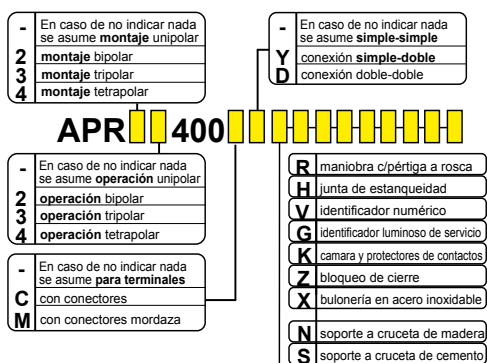 - En caso de no indicar nada
se asume montaje unipolar
2 montaje bipolar
3 montaje tripolar
4 montaje tetrapolar
- En caso de no indicar nada
se asume simple-simple
Y conexión simple-doble
D conexión doble-doble
APR 400
- En caso de no indicar nada
se asume operación unipolar
2 operación bipolar
3 operación tripolar
4 operación tetrapolar
- En caso de no indicar nada
se asume para terminales
C con conectores
M con conectores mordaza
R maniobra c/pértiga a rosca
H junta de estanqueidad
V identificador numérico
G identificador luminoso de servicio
K camara y protectores de contactos
Z bloqueo de cierre
X bulonería en acero inoxidable
N soporte a cruceta de madera
S soporte a cruceta de cemento